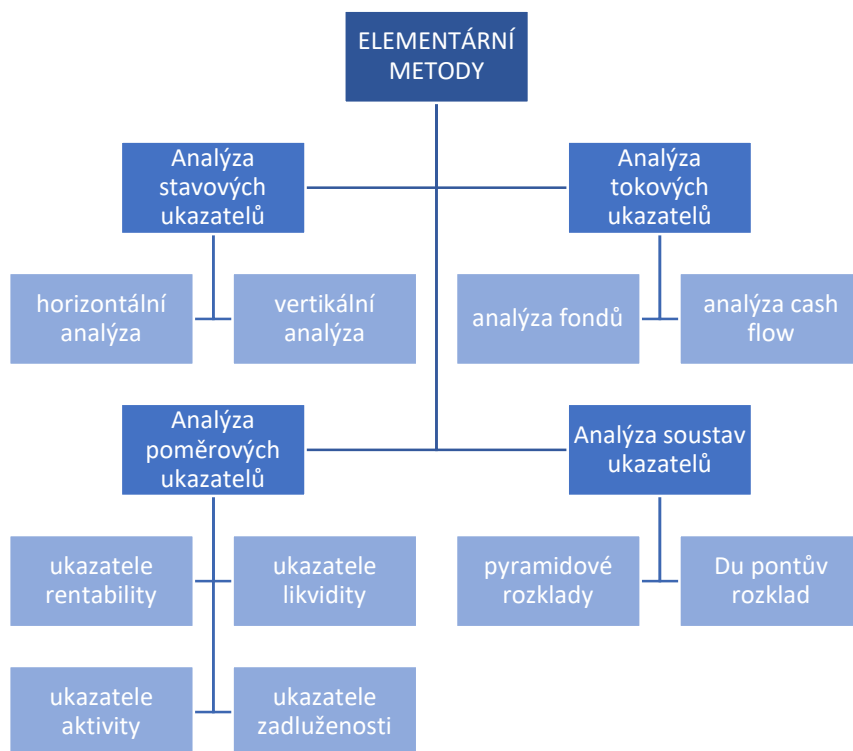 ELEMENTÁRNÍ
METODY
Analýza
stavových
ukazatelů
Analýza
tokových
ukazatelů
horizontální
analýza
vertikální
analýza
analýza fondů
analýza cash
flow
Analýza
poměrových
ukazatelů
Analýza soustav
ukazatelů
ukazatele
rentability
ukazatele
likvidity
pyramidové
rozklady
Du pontův
rozklad
ukazatele
aktivity
ukazatele
zadluženosti